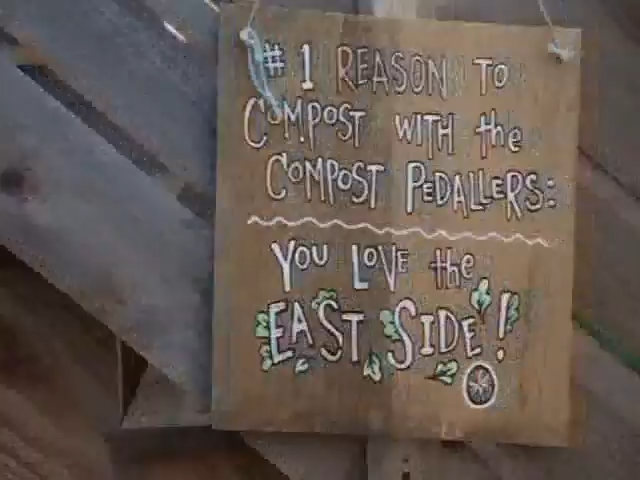 # 1 REASON TO
COMPOST WITH the
COMPOST PEDALLERS:
YOU LOVE the
EAST SIDE!